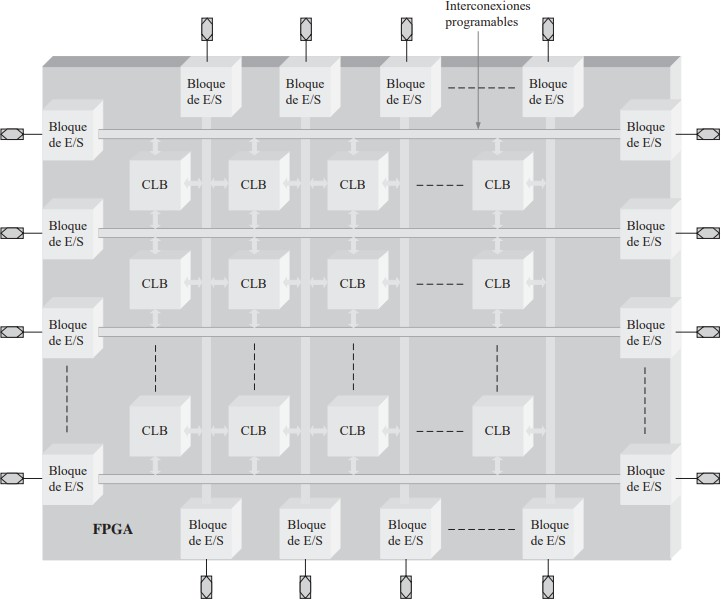 Interconexiones
programables
Bloque
de E/S
Bloque
de E/S
Bloque
de E/S
Bloque
de E/S
Bloque
de E/S
Bloque
de E/S
CLB
CLB
CLB
CLB
Bloque
de E/S
Bloque
de E/S
CLB
CLB
CLB
CLB
Bloque
de E/S
Bloque
de E/S
CLB
CLB
CLB
CLB
Bloque
de E/S
Bloque
de E/S
FPGA
Bloque
de E/S
Bloque
de E/S
Bloque
de E/S
Bloque
de E/S